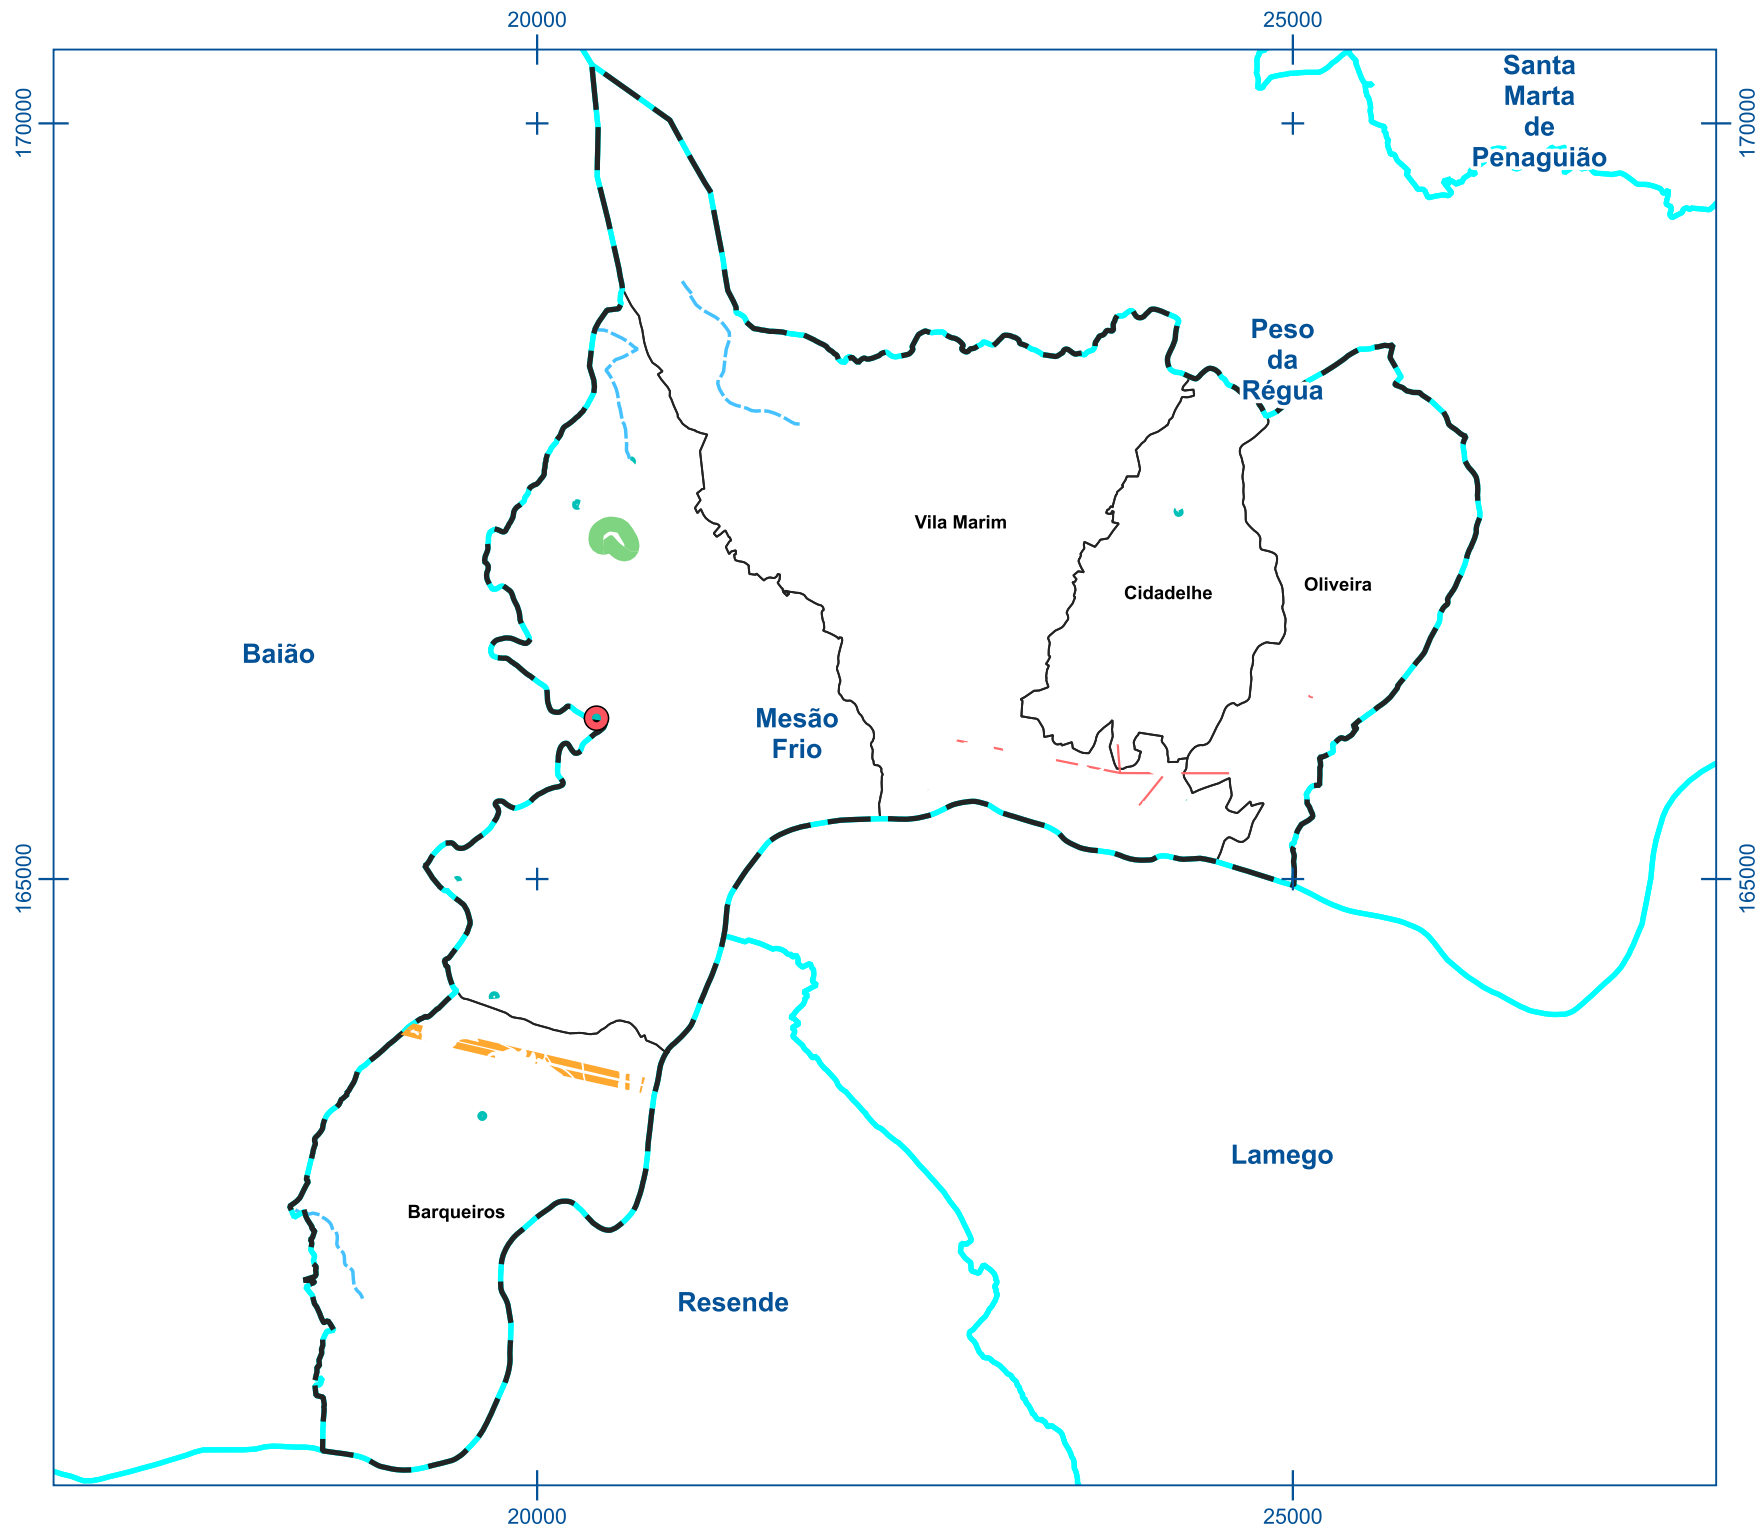 20000
25000
170000
170000
Santa
Marta
de
Penaguião
Peso
da
Régua
Vila Marim
Cidadelhe
Oliveira
Baião
Mesão
Frio
165000
165000
Lamego
Barqueiros
Resende
20000
25000